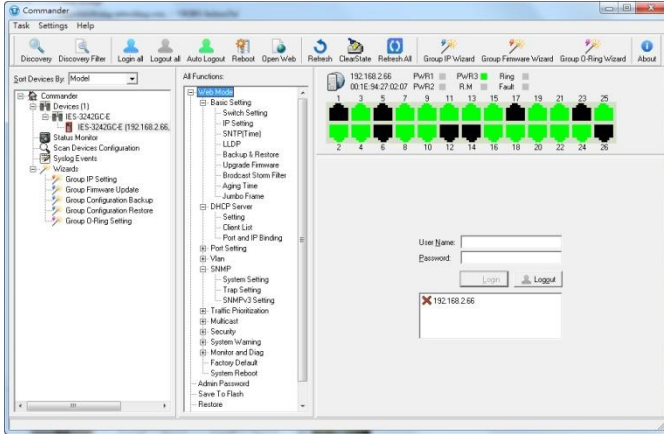 Commander
Task Settings Help
Discovery Discovery Filter Login all Logout all Auto Logout Reboot Open Web Refresh ClearState Refresh All Group IP Wizard Group Firmware Wizard Group O-Ring Wizard About
Sort Devices By: Model
Commander
Devices (1)
IES-3242GC-E
IES-3242GC-E (192.168.2.66,
Status Monitor
Scan Devices Configuration
Syslog Events
Wizards
Group IP Setting
Group Firmware Update
Group Configuration Backup
Group Configuration Restore
Group O-Ring Setting
All Functions:
Web Mode
Basic Setting
Switch Setting
IP Setting
SNTP(Time)
LLDP
Backup & Restore
Upgrade Firmware
Brodcast Storm Filter
Aging Time
Jumbo Frame
DHCP Server
Setting
Client List
Port and IP Binding
Port Setting
Vlan
SNMP
System Setting
Trap Setting
SNMPv3 Setting
Traffic Prioritization
Multicast
Security
System Warning
Monitor and Diag
Factory Default
System Reboot
Admin Password
Save To Flash
Restore
192.168.2.66 PWR1 PWR3 Ring
00.1E.94.27.02.07 PWR2 R.M Fault
1 3 5 7 9 11 13 15 17 19 21 23 25
2 4 6 8 10 12 14 16 18 20 22 24 26
User Name:
Password:
Login Logout
192.168.2.66